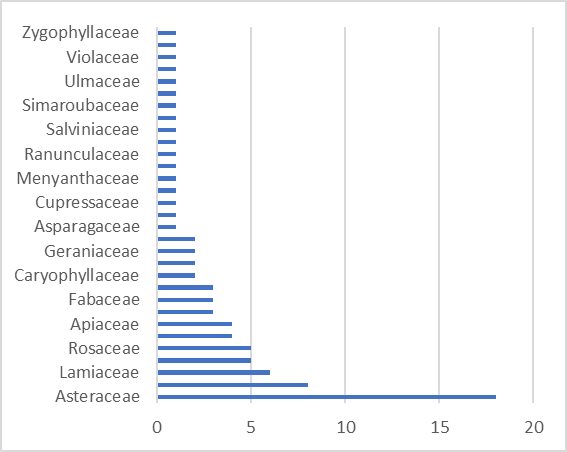 Zygophyllaceae
Violaceae
Ulmaceae
Simaroubaceae
Salviniaceae
Ranunculaceae
Menyanthaceae
Cupressaceae
Asparagaceae
Geraniaceae
Caryophyllaceae
Fabaceae
Apiaceae
Rosaceae
Lamiaceae
Asteraceae
0 5 10 15 20